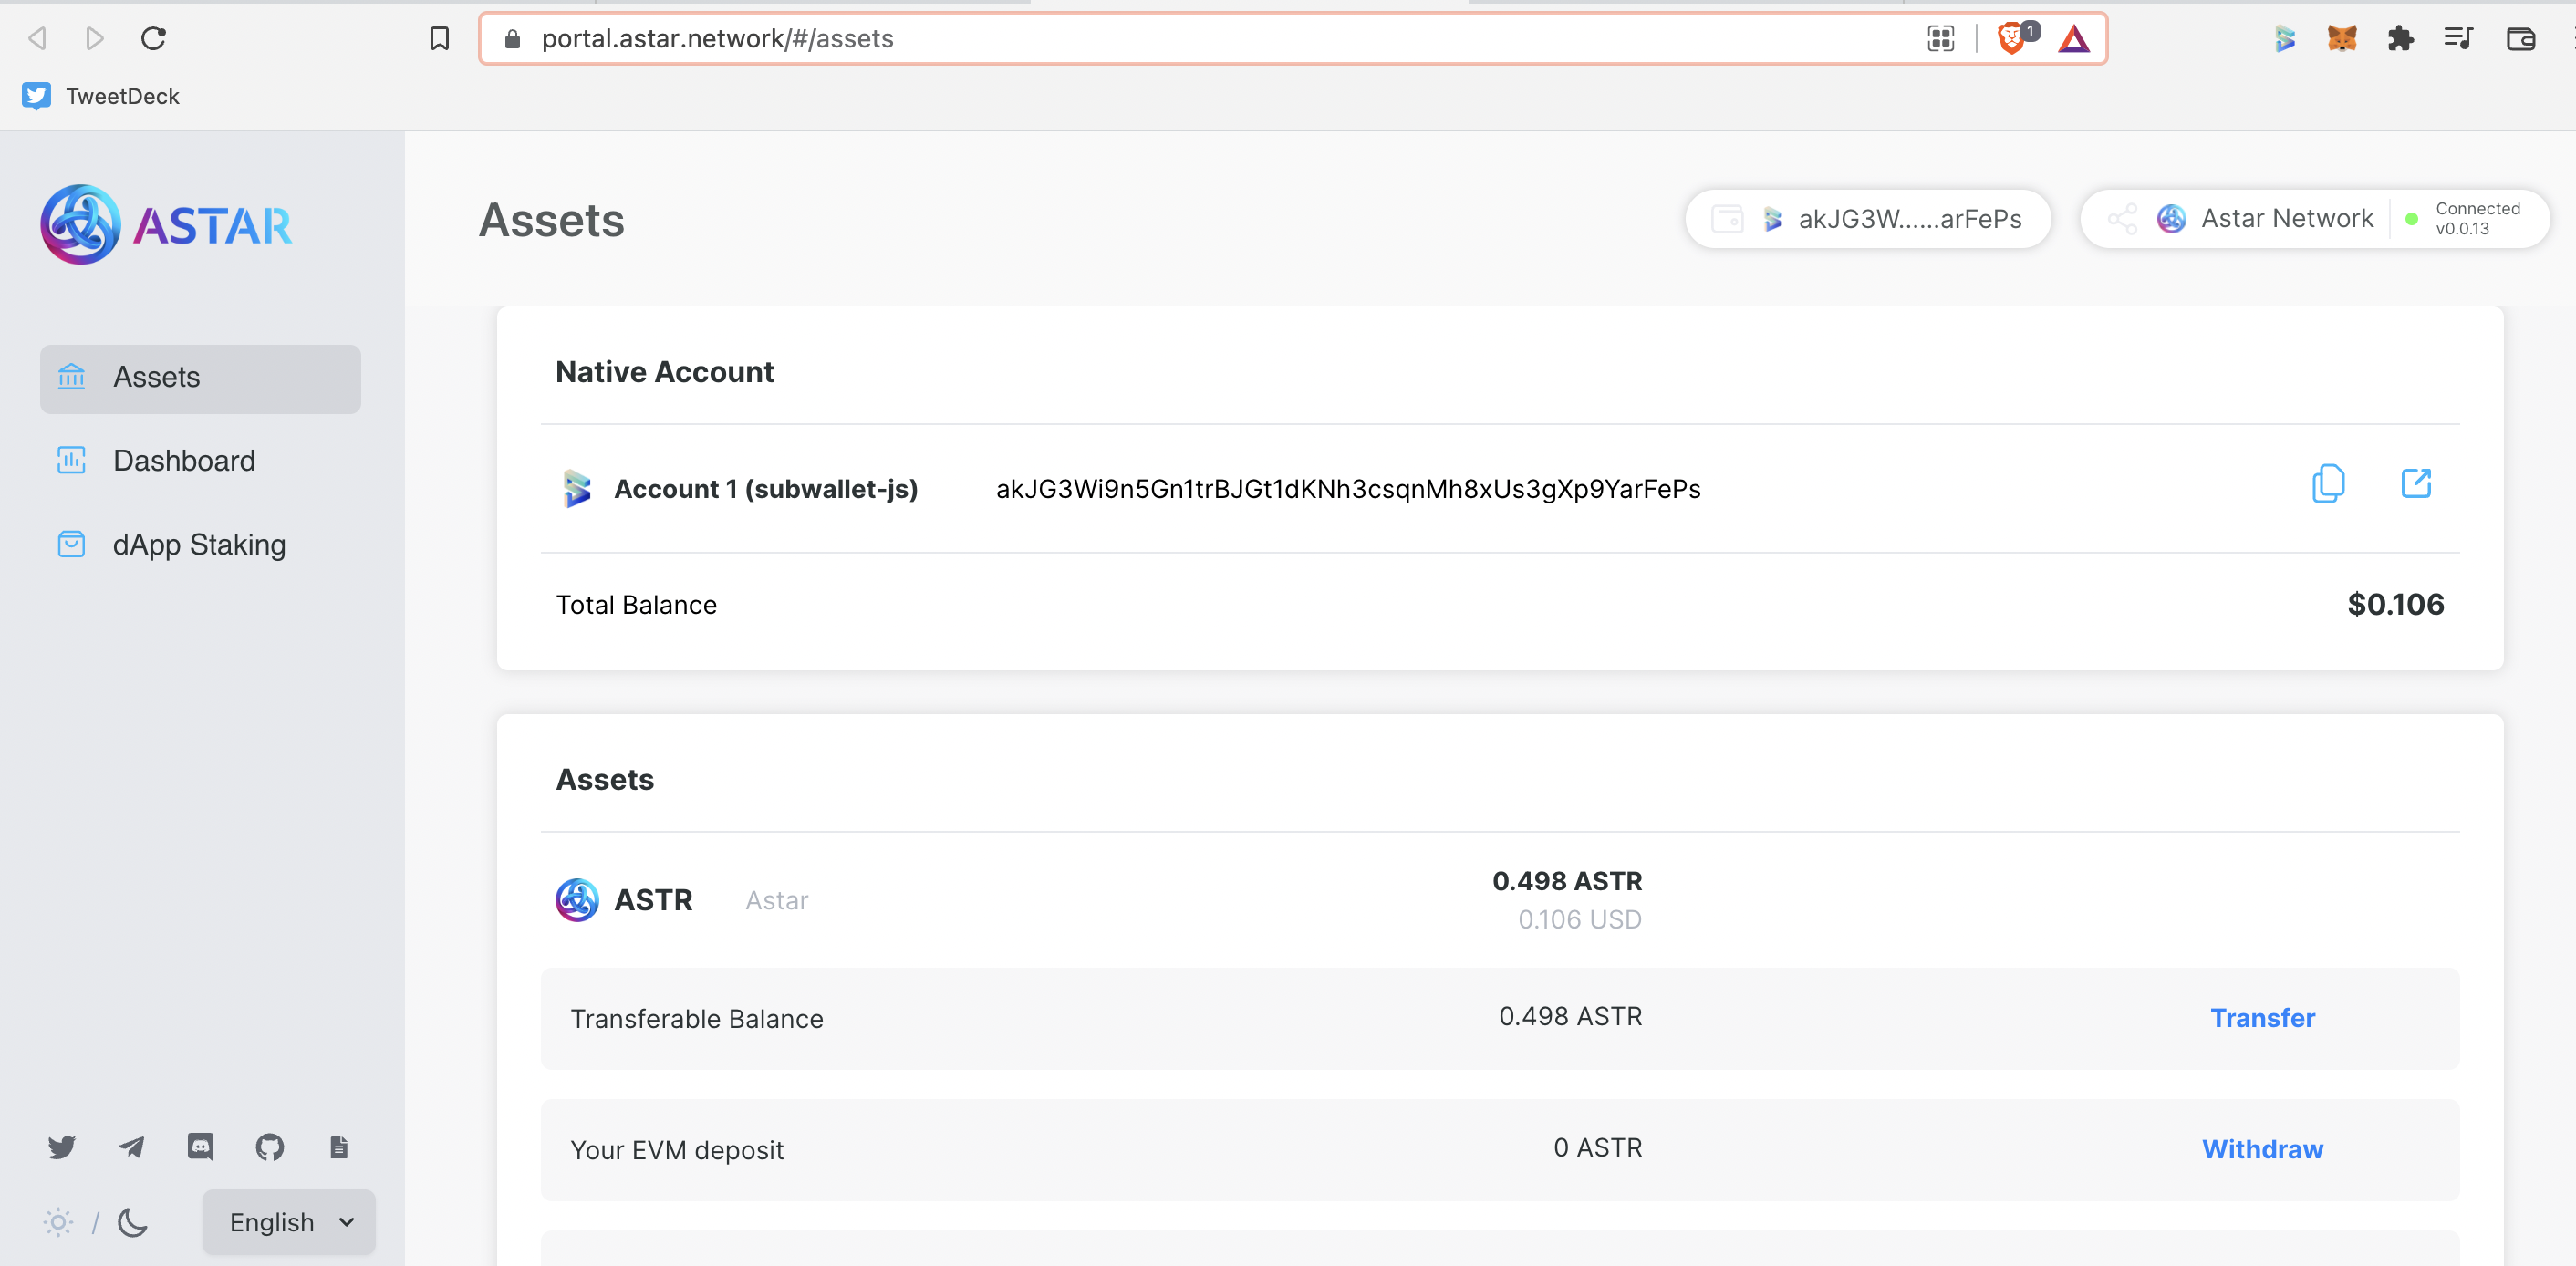 portal.astar.network/#/assets
1
TweetDeck
ASTAR
Assets
akJG3W......arFePs
Astar Network
Connected
v0.0.13
Assets
Dashboard
dApp Staking
Native Account
Account 1 (subwallet-js)
akJG3Wi9n5Gn1trBJGt1dKNh3csqnMh8xUs3gXp9YarFePs
Total Balance
$0.106
Assets
ASTR
Astar
0.498 ASTR
0.106 USD
Transferable Balance
0.498 ASTR
Transfer
Your EVM deposit
0 ASTR
Withdraw
/
English